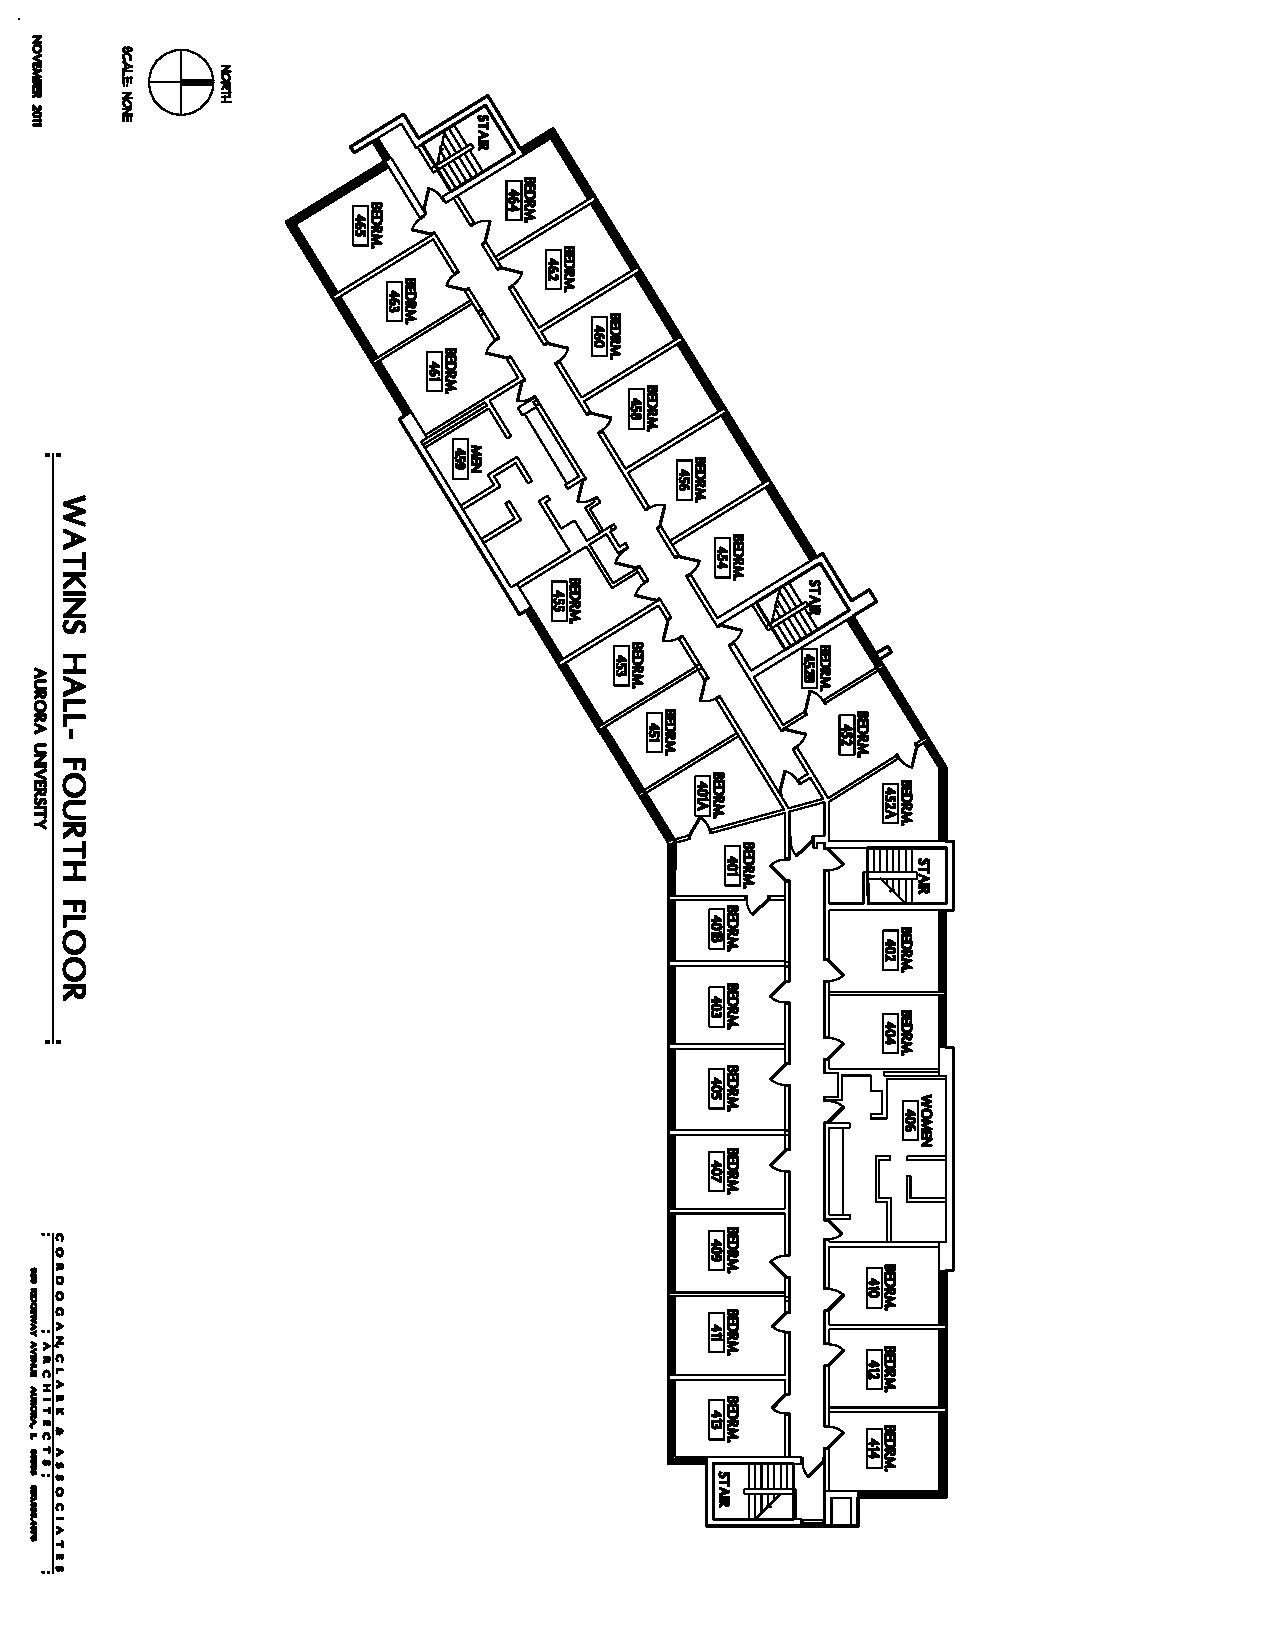 NORTH
SCALE: NONE
NOVEMBER 2011
STAIR
BEDRM.
464
BEDRM.
465
BEDRM.
462
BEDRM.
463
BEDRM.
460
BEDRM.
461
BEDRM.
458
MEN
459
BEDRM.
456
BEDRM.
454
STAIR
BEDRM.
455
BEDRM.
453
BEDRM.
452B
BEDRM.
451
BEDRM.
452
BEDRM.
401A
BEDRM.
452A
BEDRM.
401
STAIR
BEDRM.
401B
BEDRM.
402
BEDRM.
403
BEDRM.
404
BEDRM.
405
WOMEN
406
BEDRM.
407
BEDRM.
409
BEDRM.
410
BEDRM.
411
BEDRM.
412
BEDRM.
413
BEDRM.
414
STAIR
WATKINS HALL- FOURTH FLOOR
AURORA UNIVERSITY
CORDOGAN, CLARK & ASSOCIATES
; ARCHITECTS ;
RIDGEWAY AVENUE AURORA, IL